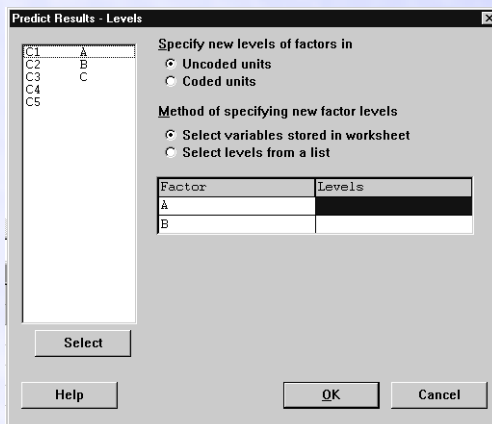 Predict Results - Levels
C1 A
C2 B
C3 C
C4
C5
Select
Specify new levels of factors in
Uncoded units
Coded units
Method of specifying new factor levels
Select variables stored in worksheet
Select levels from a list
Factor Levels
A
B
Help
OK
Cancel